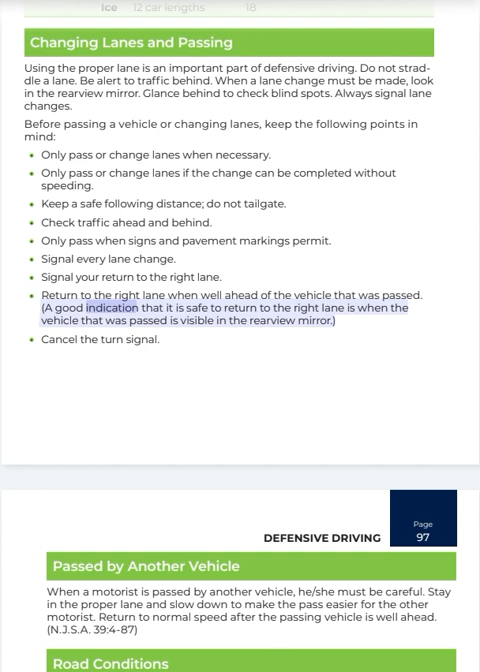 Ice 12 car lengths 18
Changing Lanes and Passing
Using the proper lane is an important part of defensive driving. Do not strad-
dle a lane. Be alert to traffic behind. When a lane change must be made, look
in the rearview mirror. Glance behind to check blind spots. Always signal lane
changes.
Before passing a vehicle or changing lanes, keep the following points in
mind:
• Only pass or change lanes when necessary.
• Only pass or change lanes if the change can be completed without
speeding.
• Keep a safe following distance; do not tailgate.
• Check traffic ahead and behind.
• Only pass when signs and pavement markings permit.
• Signal every lane change.
• Signal your return to the right lane.
• Return to the right lane when well ahead of the vehicle that was passed.
(A good indication that it is safe to return to the right lane is when the
vehicle that was passed is visible in the rearview mirror.)
• Cancel the turn signal.
Page
DEFENSIVE DRIVING 97
Passed by Another Vehicle
When a motorist is passed by another vehicle, he/she must be careful. Stay
in the proper lane and slow down to make the pass easier for the other
motorist. Return to normal speed after the passing vehicle is well ahead.
(N.J.S.A. 39:4-87)
Road Conditions